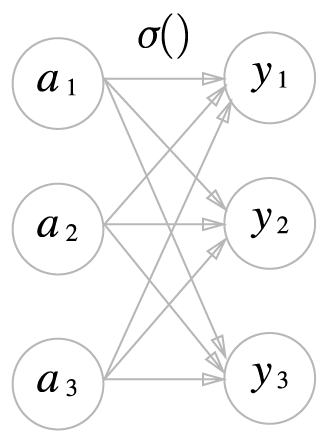 σ()
a₁ y₁
a₂ y₂
a₃ y₃